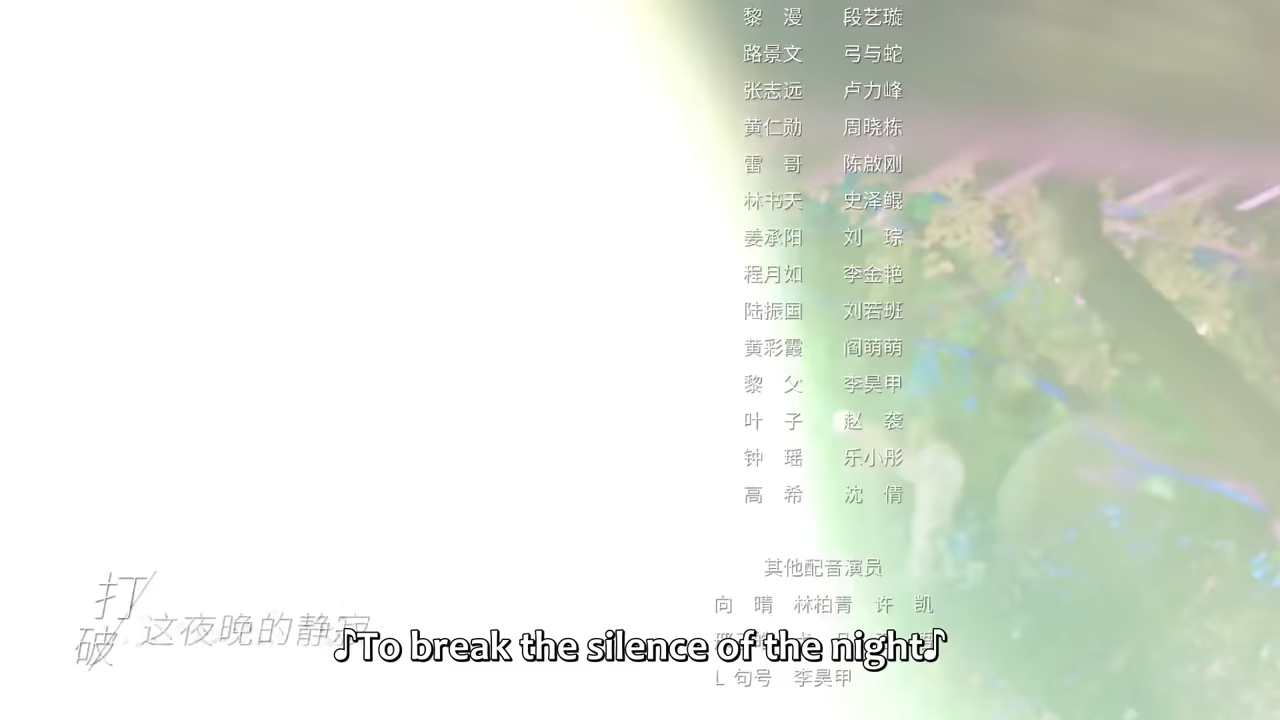 黎 漫 段艺璇
路景文 弓与蛇
张志远 卢力峰
黄仁勋 周晓栋
雷 哥 陈啟刚
林书天 史泽鲲
姜承阳 刘 琮
程月如 李金艳
陆振国 刘若班
黄彩霞 阎萌萌
黎 父 李昊甲
叶 子 赵 袭
钟 瑶 乐小彤
高 希 沈 倩
其他配音演员
向 晴 林柏青 许 凯
L 句号 李昊甲
打破 这夜晚的静寂
♪To break the silence of the night♪